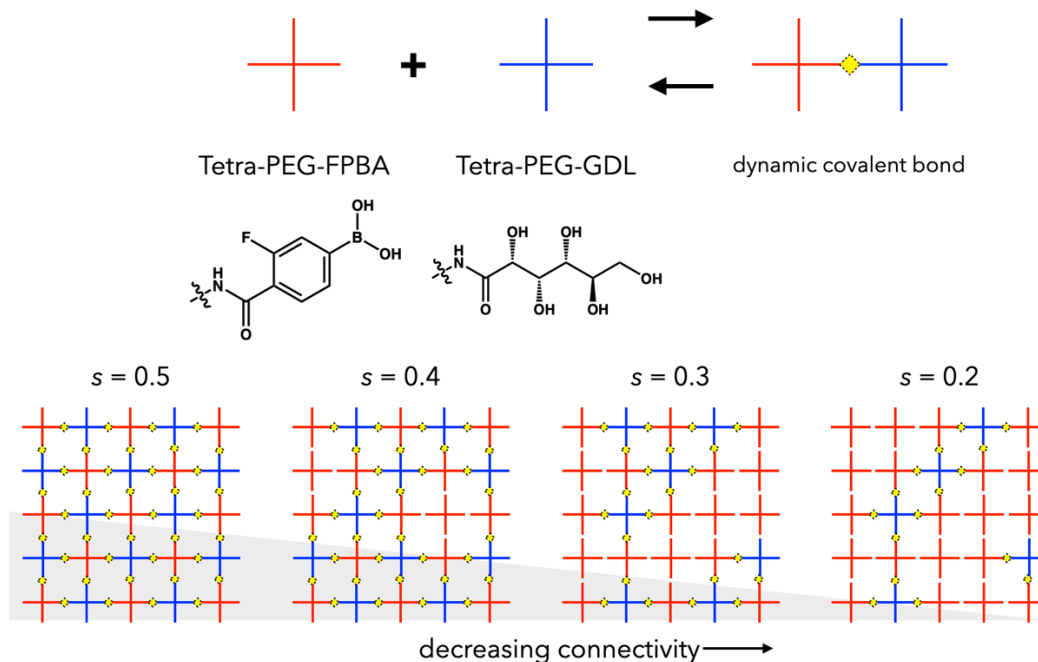 +
Tetra-PEG-FPBA Tetra-PEG-GDL dynamic covalent bond
OH
B
OH
F
H
N
O
H
N
OH
OH
OH
O
OH
OH
s = 0.5 s = 0.4 s = 0.3 s = 0.2
decreasing connectivity